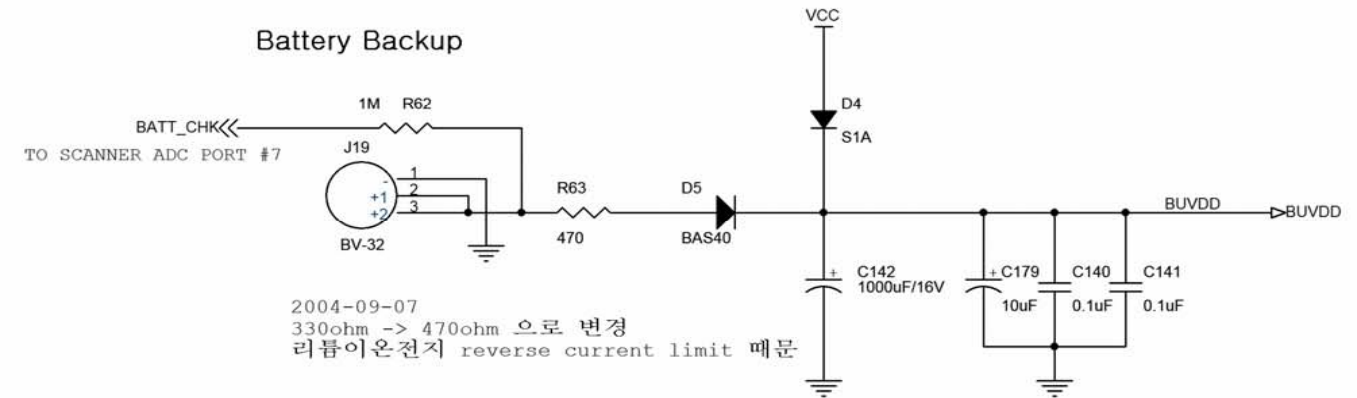 Battery Backup
VCC
D4
S1A
1M R62
BATT_CHK
TO SCANNER ADC PORT #7
J19
1
2
3
-
+1
+2
BV-32
R63
470
D5
BAS40
BUVDD
BUVDD
+
C142
1000uF/16V
+
C179
10uF
C140
0.1uF
C141
0.1uF
2004-09-07
330ohm -> 470ohm 으로 변경
리튬이온전지 reverse current limit 때문